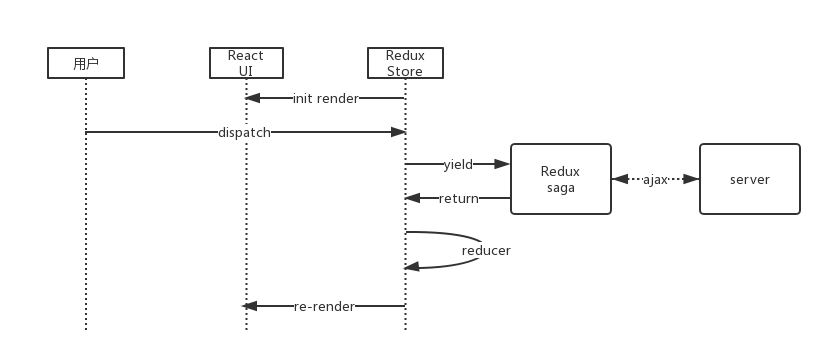 用户
React
UI
Redux
Store
init render
dispatch
yield
Redux
saga
ajax
server
return
reducer
re-render